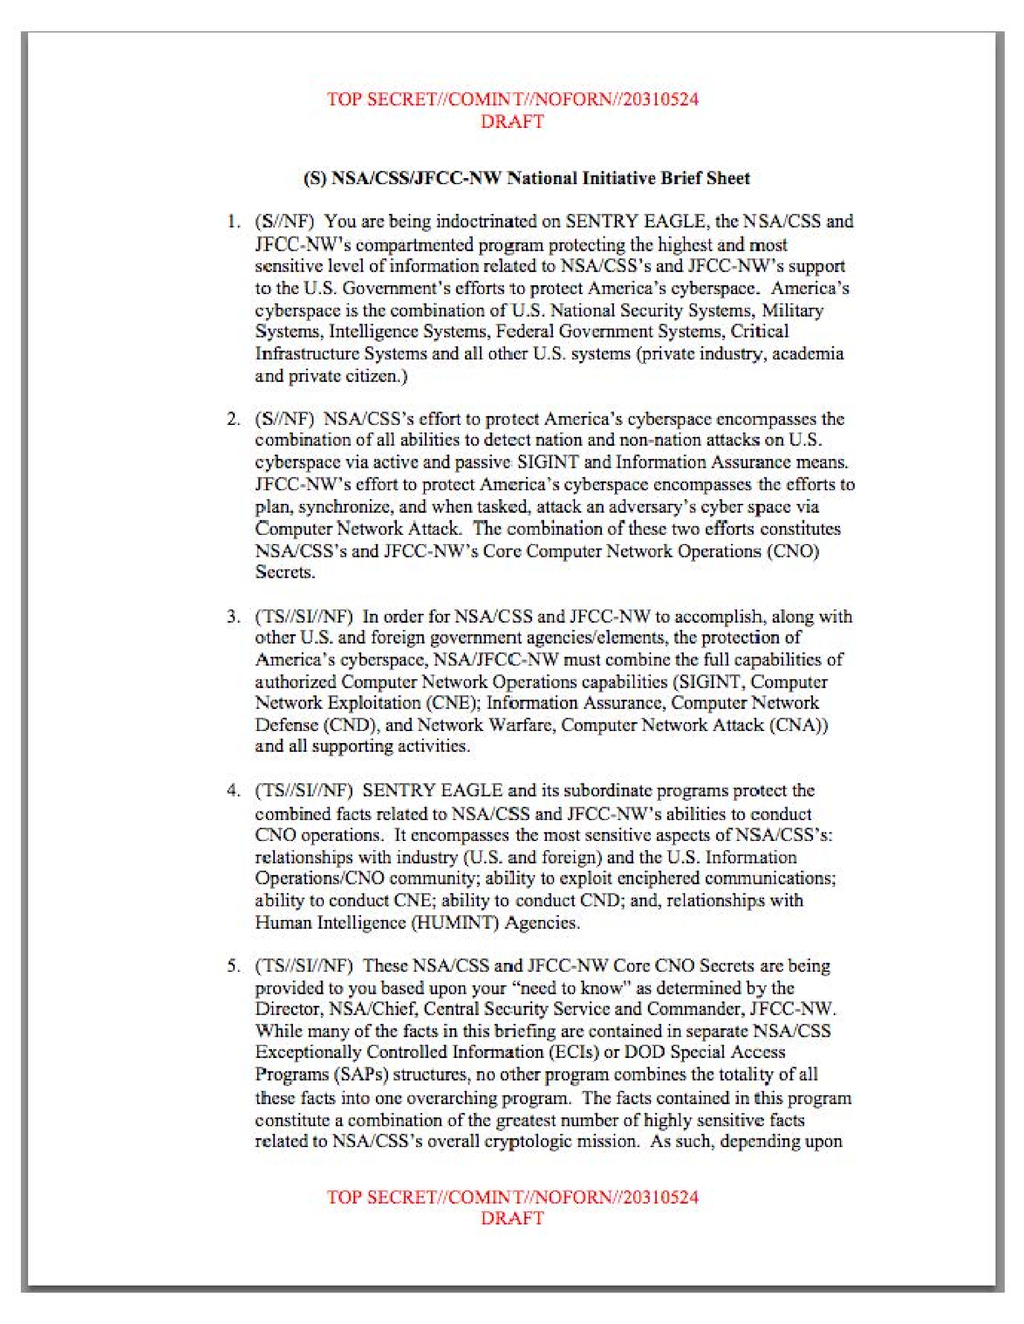 TOP SECRET//COMINT//NOFORN//20310524
DRAFT
(S) NSA/CSS/JFCC-NW National Initiative Brief Sheet
1. (S//NF) You are being indoctrinated on SENTRY EAGLE, the NSA/CSS and
JFCC-NW's compartmented program protecting the highest and most
sensitive level of information related to NSA/CSS's and JFCC-NW's support
to the U.S. Government's efforts to protect America's cyberspace. America's
cyberspace is the combination of U.S. National Security Systems, Military
Systems, Intelligence Systems, Federal Government Systems, Critical
Infrastructure Systems and all other U.S. systems (private industry, academia
and private citizen.)
2. (S//NF) NSA/CSS's effort to protect America's cyberspace encompasses the
combination of all abilities to detect nation and non-nation attacks on U.S.
cyberspace via active and passive SIGINT and Information Assurance means.
JFCC-NW's effort to protect America's cyberspace encompasses the efforts to
plan, synchronize, and when tasked, attack an adversary's cyber space via
Computer Network Attack. The combination of these two efforts constitutes
NSA/CSS's and JFCC-NW's Core Computer Network Operations (CNO)
Secrets.
3. (TS//SI//NF) In order for NSA/CSS and JFCC-NW to accomplish, along with
other U.S. and foreign government agencies/elements, the protection of
America's cyberspace, NSA/JFCC-NW must combine the full capabilities of
authorized Computer Network Operations capabilities (SIGINT, Computer
Network Exploitation (CNE); Information Assurance, Computer Network
Defense (CND), and Network Warfare, Computer Network Attack (CNA))
and all supporting activities.
4. (TS//SI//NF) SENTRY EAGLE and its subordinate programs protect the
combined facts related to NSA/CSS and JFCC-NW's abilities to conduct
CNO operations. It encompasses the most sensitive aspects of NSA/CSS's:
relationships with industry (U.S. and foreign) and the U.S. Information
Operations/CNO community; ability to exploit enciphered communications;
ability to conduct CNE; ability to conduct CND; and, relationships with
Human Intelligence (HUMINT) Agencies.
5. (TS//SI//NF) These NSA/CSS and JFCC-NW Core CNO Secrets are being
provided to you based upon your "need to know" as determined by the
Director, NSA/Chief, Central Security Service and Commander, JFCC-NW.
While many of the facts in this briefing are contained in separate NSA/CSS
Exceptionally Controlled Information (ECIs) or DOD Special Access
Programs (SAPs) structures, no other program combines the totality of all
these facts into one overarching program. The facts contained in this program
constitute a combination of the greatest number of highly sensitive facts
related to NSA/CSS's overall cryptologic mission. As such, depending upon
TOP SECRET//COMINT//NOFORN//20310524
DRAFT